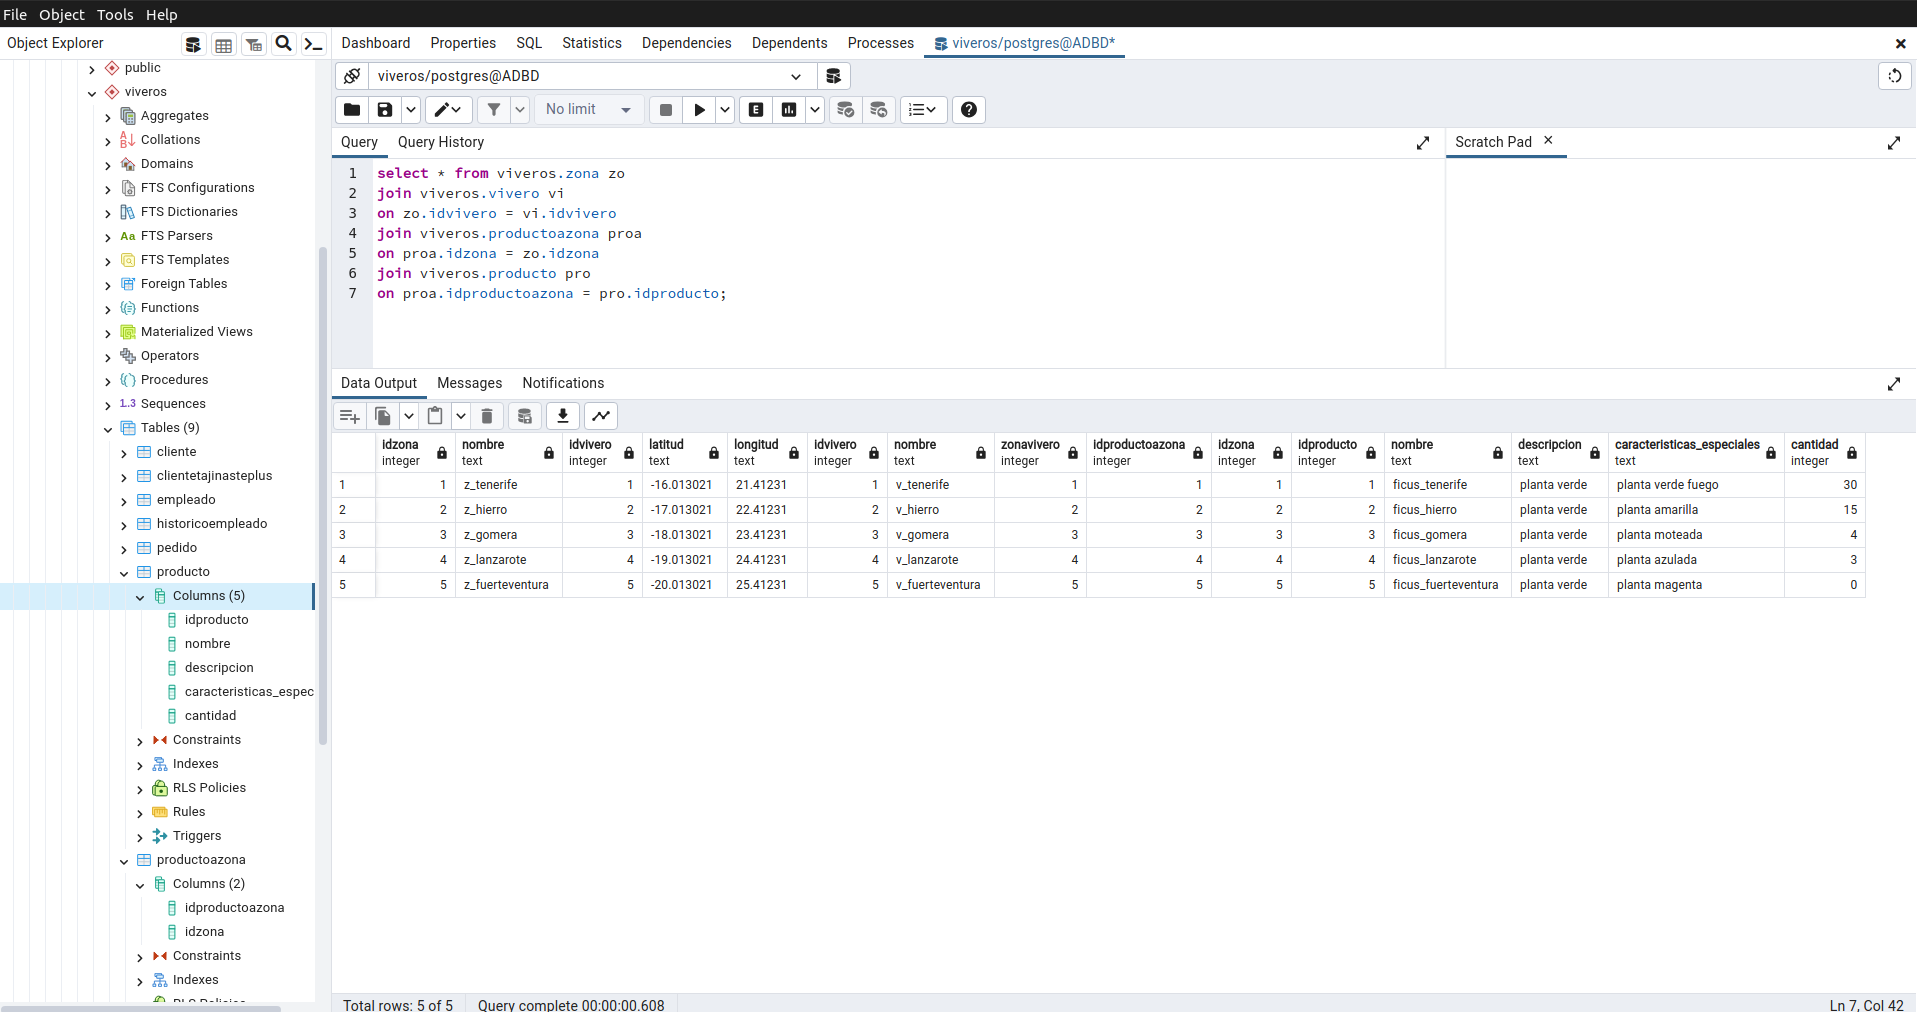 File Object Tools Help
Object Explorer
Dashboard Properties SQL Statistics Dependencies Dependents Processes viveros/postgres@ADBD*
public
viveros
Aggregates
Collations
Domains
FTS Configurations
FTS Dictionaries
Aa FTS Parsers
FTS Templates
Foreign Tables
Functions
Materialized Views
Operators
Procedures
1..3 Sequences
Tables (9)
cliente
clientetajinasteplus
empleado
historicoempleado
pedido
producto
Columns (5)
idproducto
nombre
descripcion
caracteristicas_espec
cantidad
Constraints
Indexes
RLS Policies
Rules
Triggers
productoazona
Columns (2)
idproductoazona
idzona
Constraints
Indexes
RLS Policies
viveros/postgres@ADBD
No limit E
Query Query History
Scratch Pad
1 select * from viveros.zona zo
2 join viveros.vivero vi
3 on zo.idvivero = vi.idvivero
4 join viveros.productoazona proa
5 on proa.idzona = zo.idzona
6 join viveros.producto pro
7 on proa.idproductoazona = pro.idproducto;
Data Output Messages Notifications
idzona nombre idvivero latitud longitud idvivero nombre zonavivero idproductoazona idzona idproducto nombre descripcion caracteristicas_especiales cantidad
integer text integer text text integer text integer integer integer integer text text text integer
1 1 z_tenerife 1 -16.013021 21.41231 1 v_tenerife 1 1 1 1 ficus_tenerife planta verde planta verde fuego 30
2 2 z_hierro 2 -17.013021 22.41231 2 v_hierro 2 2 2 2 ficus_hierro planta verde planta amarilla 15
3 3 z_gomera 3 -18.013021 23.41231 3 v_gomera 3 3 3 3 ficus_gomera planta verde planta moteada 4
4 4 z_lanzarote 4 -19.013021 24.41231 4 v_lanzarote 4 4 4 4 ficus_lanzarote planta verde planta azulada 3
5 5 z_fuerteventura 5 -20.013021 25.41231 5 v_fuerteventura 5 5 5 5 ficus_fuerteventura planta verde planta magenta 0
Total rows: 5 of 5 Query complete 00:00:00.608 Ln 7, Col 42